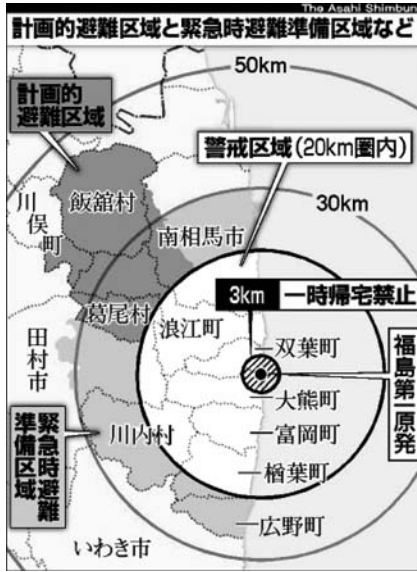 The Asahi Shimbun
計画的避難区域と緊急時避難準備区域など
50km
計画的
避難区域
警戒区域(20km圏内)
30km
川俣町
飯舘村
南相馬市
3km 一時帰宅禁止
葛尾村
浪江町
双葉町
田村市
福島第一原発
大熊町
緊急時避難
準備区域
川内村
富岡町
楢葉町
広野町
いわき市